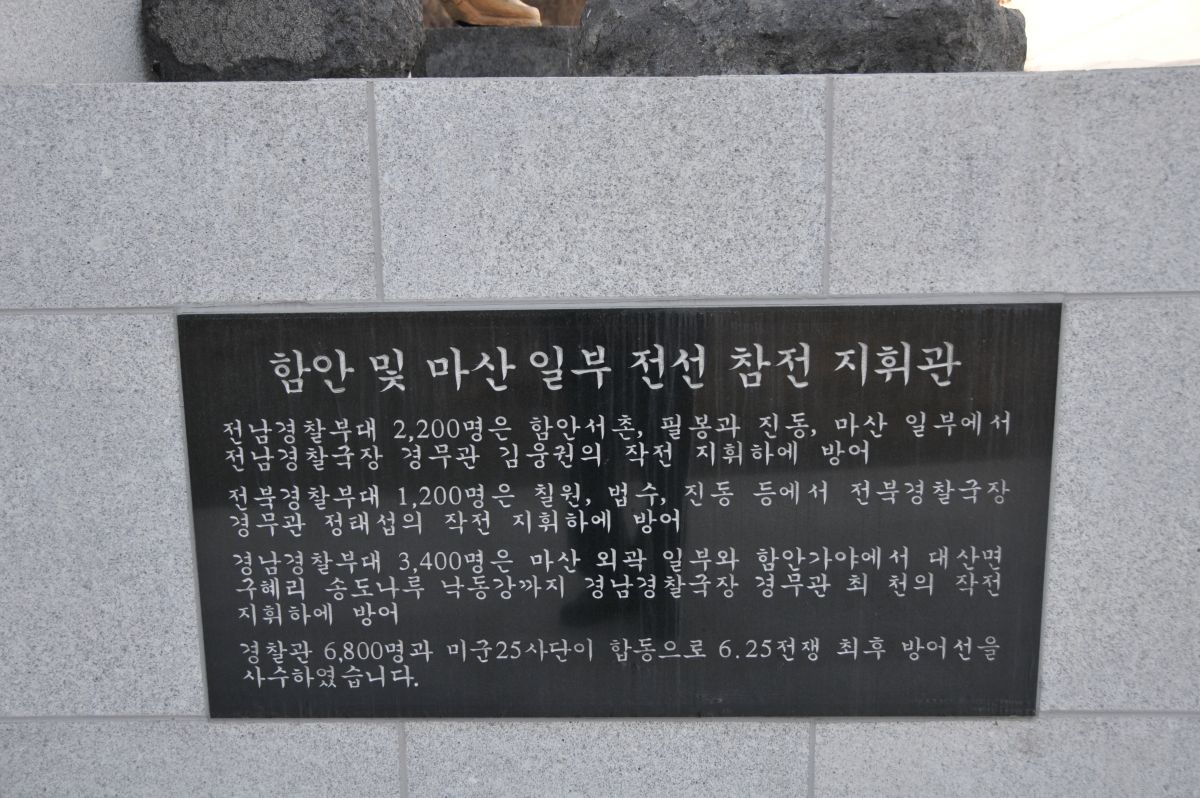 함안 및 마산 일부 전선 참전 지휘관
전남경찰부대 2,200명은 함안서촌, 필봉과 진동, 마산 일부에서
전남경찰국장 경무관 김응권의 작전 지휘하에 방어
전북경찰부대 1,200명은 칠원, 법수, 진동 등에서 전북경찰국장
경무관 정태섭의 작전 지휘하에 방어
경남경찰부대 3,400명은 마산 외곽 일부와 함안가야에서 대산면
구혜리 송도나루 낙동강까지 경남경찰국장 경무관 최 천의 작전
지휘하에 방어
경찰관 6,800명과 미군25사단이 합동으로 6.25전쟁 최후 방어선을
사수하였습니다.